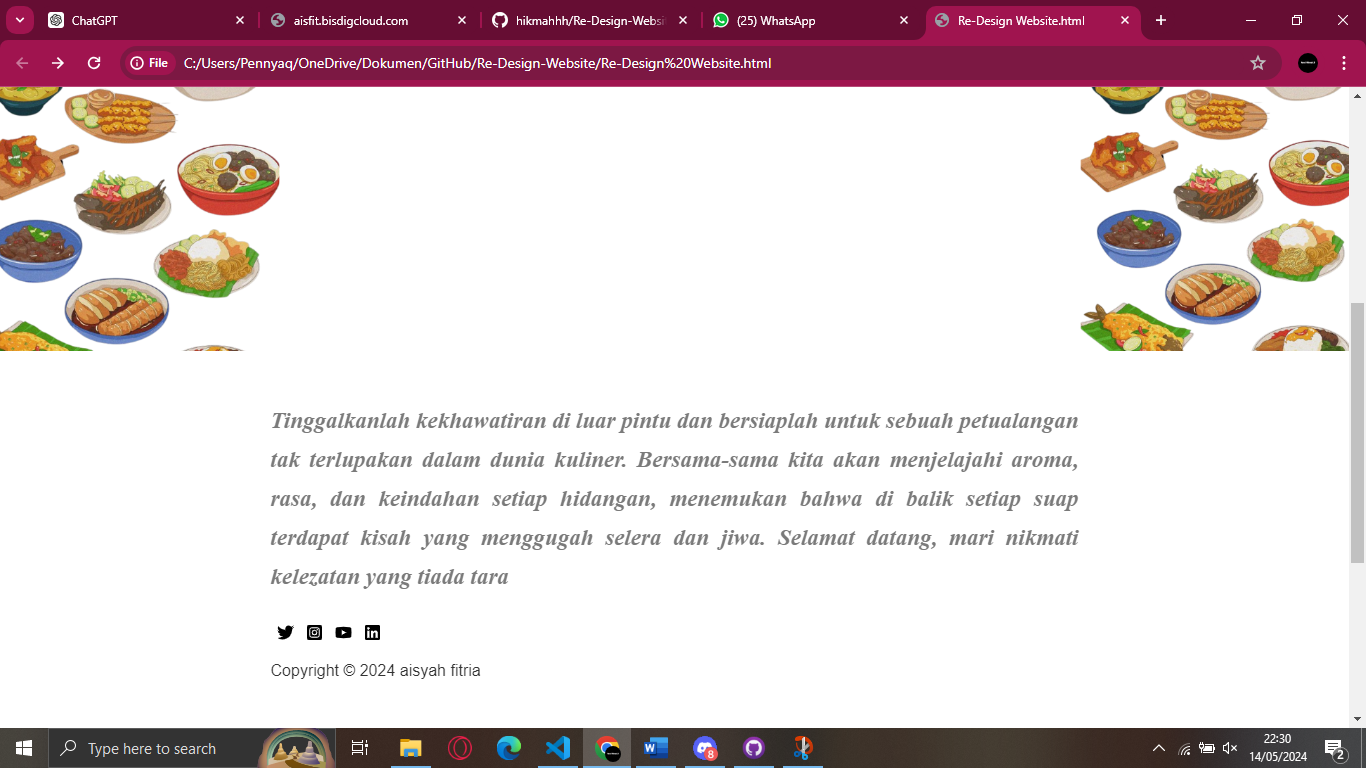 ChatGPT
aisfit.bisdigcloud.com
hikmahhh/Re-Design-Websi
(25) WhatsApp
Re-Design Website.html
File
C:/Users/Pennyaq/OneDrive/Dokumen/GitHub/Re-Design-Website/Re-Design%20Website.html
Tinggalkanlah kekhawatiran di luar pintu dan bersiaplah untuk sebuah petualangan
tak terlupakan dalam dunia kuliner. Bersama-sama kita akan menjelajahi aroma,
rasa, dan keindahan setiap hidangan, menemukan bahwa di balik setiap suap
terdapat kisah yang menggugah selera dan jiwa. Selamat datang, mari nikmati
kelezatan yang tiada tara
Copyright © 2024 aisyah fitria
Type here to search
8
22:30
14/05/2024
2